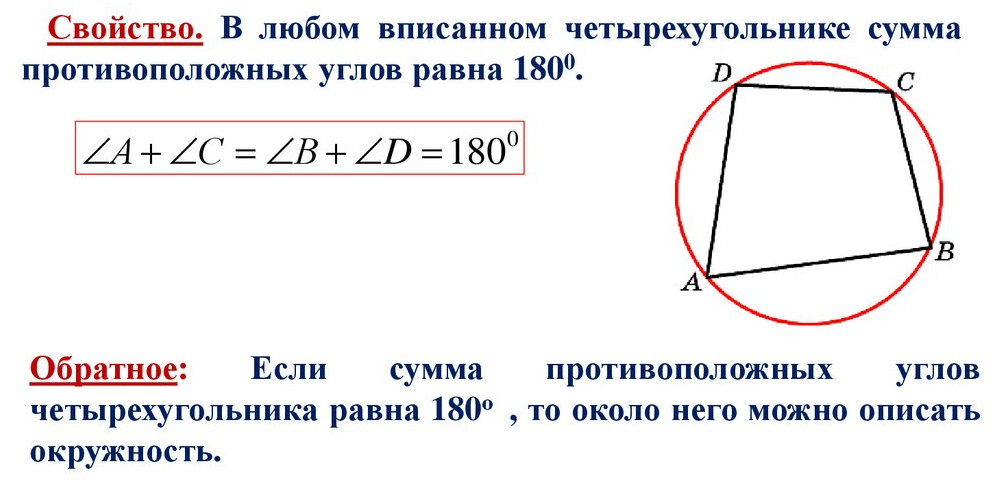 Свойство. В любом вписанном четырехугольнике сумма
противоположных углов равна 180⁰.
D
C
∠A + ∠C = ∠B + ∠D = 180⁰
B
A
Обратное: Если сумма противоположных углов
четырехугольника равна 180º , то около него можно описать
окружность.